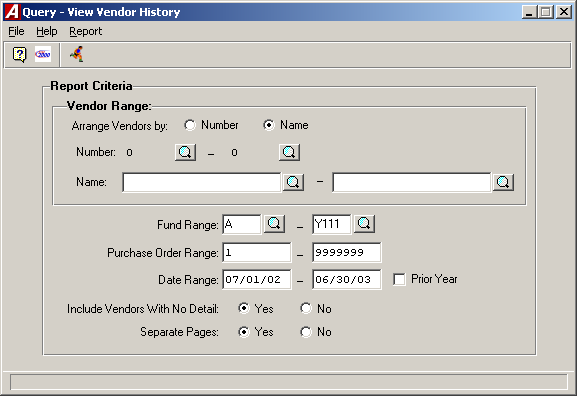 A Query - View Vendor History
File Help Report
2000
Report Criteria
Vendor Range:
Arrange Vendors by: Number Name
Number: 0 – 0
Name: –
Fund Range: A – Y111
Purchase Order Range: 1 – 9999999
Date Range: 07/01/02 – 06/30/03 Prior Year
Include Vendors With No Detail: Yes No
Separate Pages: Yes No